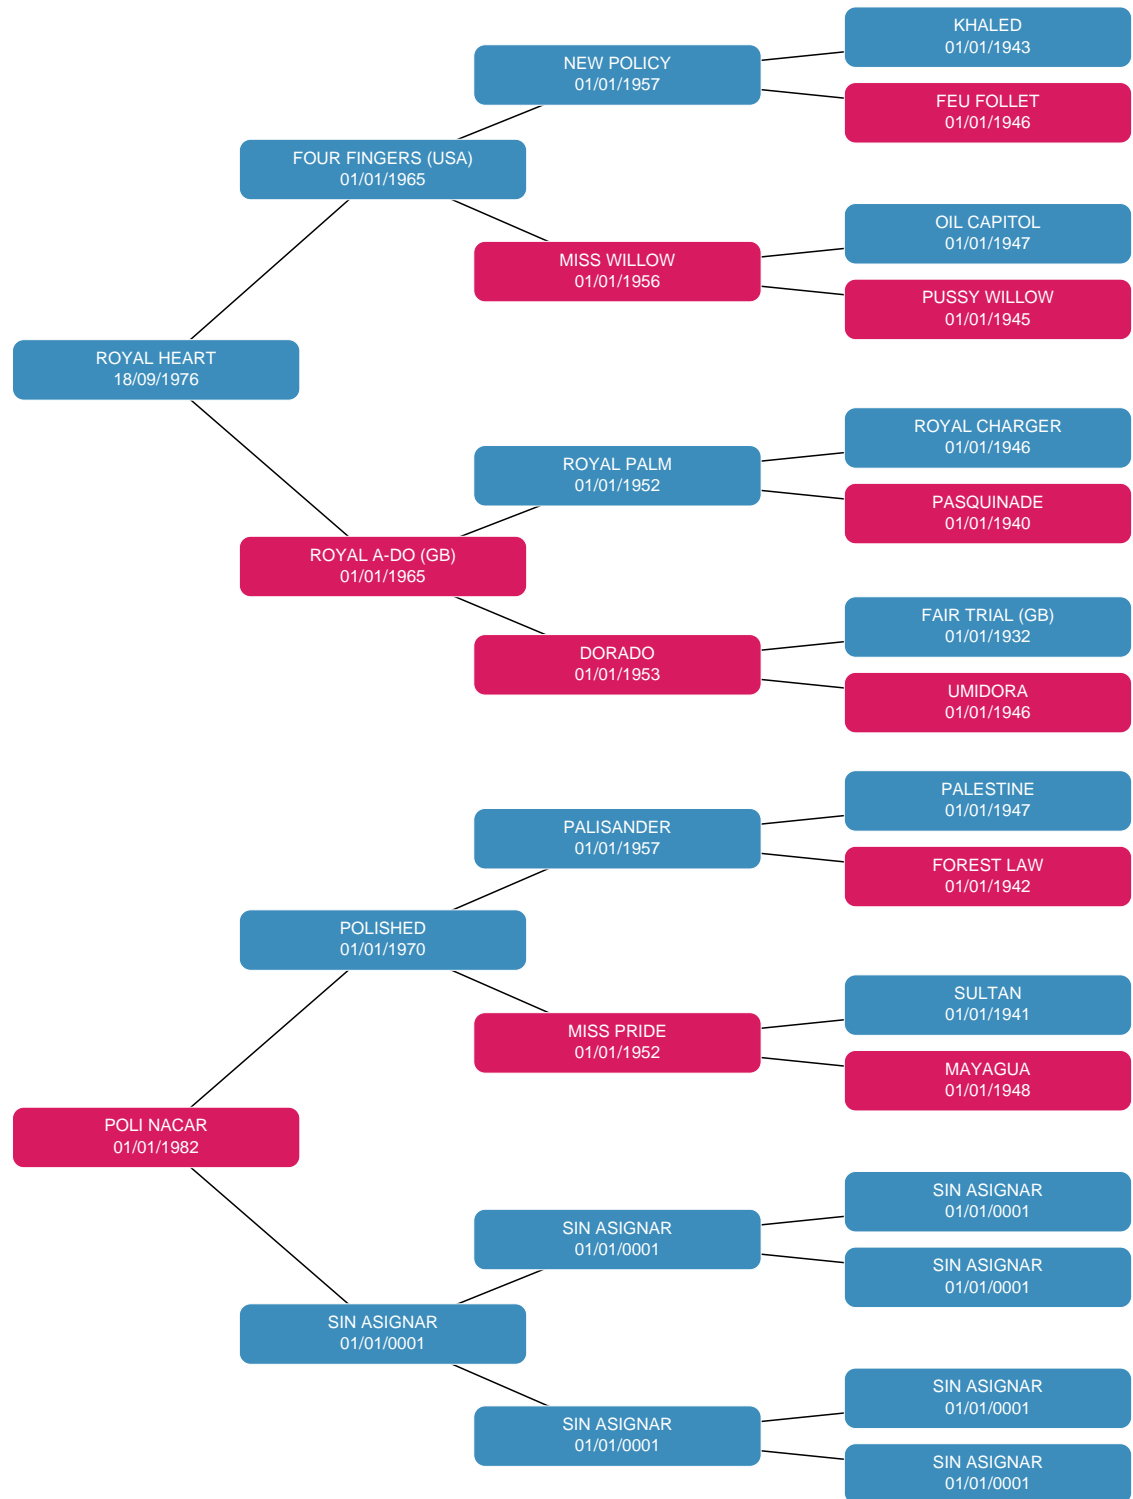 KHALED
01/01/1943
NEW POLICY
01/01/1957
FEU FOLLET
01/01/1946
FOUR FINGERS (USA)
01/01/1965
OIL CAPITOL
01/01/1947
MISS WILLOW
01/01/1956
PUSSY WILLOW
01/01/1945
ROYAL HEART
18/09/1976
ROYAL CHARGER
01/01/1946
ROYAL PALM
01/01/1952
PASQUINADE
01/01/1940
ROYAL A-DO (GB)
01/01/1965
FAIR TRIAL (GB)
01/01/1932
DORADO
01/01/1953
UMIDORA
01/01/1946
PALESTINE
01/01/1947
PALISANDER
01/01/1957
FOREST LAW
01/01/1942
POLISHED
01/01/1970
SULTAN
01/01/1941
MISS PRIDE
01/01/1952
MAYAGUA
01/01/1948
POLI NACAR
01/01/1982
SIN ASIGNAR
01/01/0001
SIN ASIGNAR
01/01/0001
SIN ASIGNAR
01/01/0001
SIN ASIGNAR
01/01/0001
SIN ASIGNAR
01/01/0001
SIN ASIGNAR
01/01/0001
SIN ASIGNAR
01/01/0001